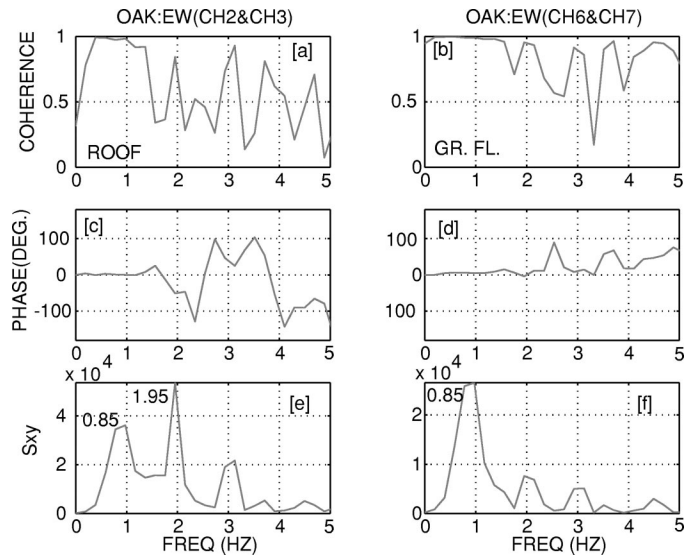 OAK:EW(CH2&CH3)
OAK:EW(CH6&CH7)
COHERENCE
1
0.5
0
[a]
ROOF
0 1 2 3 4 5
1
0.5
0
[b]
GR. FL.
0 1 2 3 4 5
PHASE(DEG.)
100
0
-100
[c]
0 1 2 3 4 5
100
0
100
[d]
0 1 2 3 4 5
x 10^4
Sxy
4
2
0
0.85
1.95
[e]
0 1 2 3 4 5
FREQ (HZ)
x 10^4
2
1
0
0.85
[f]
0 1 2 3 4 5
FREQ (HZ)